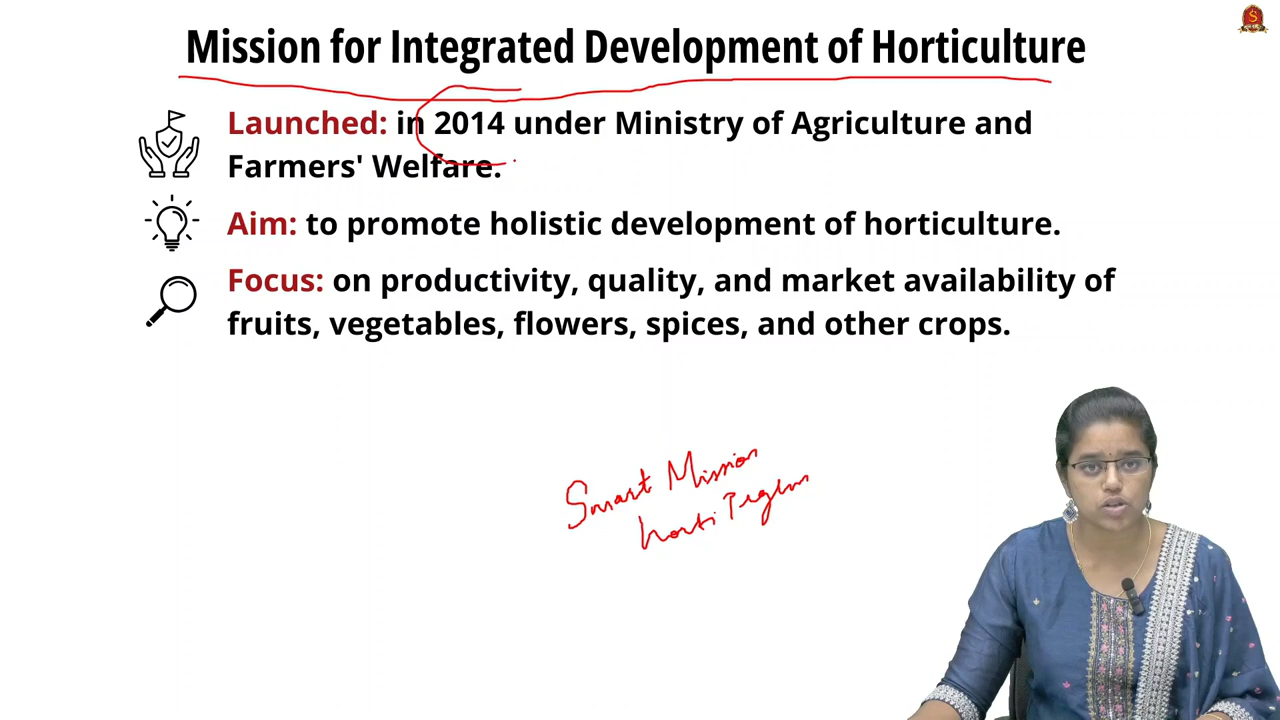 Mission for Integrated Development of Horticulture
Launched: in 2014 under Ministry of Agriculture and
Farmers' Welfare.
Aim: to promote holistic development of horticulture.
Focus: on productivity, quality, and market availability of
fruits, vegetables, flowers, spices, and other crops.
Smart Mission
horti